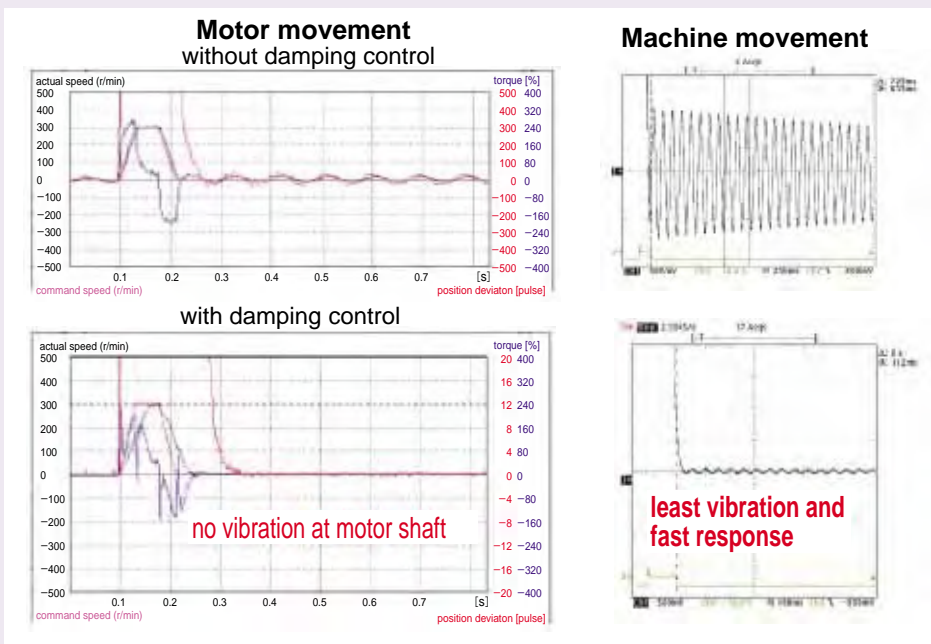 Motor movement
without damping control
Machine movement
actual speed (r/min)
torque [%]
500 500 400
400 400 320
300 300 240
200 200 160
100 100 80
0 0 0
−100 −100 −80
−200 −200 −160
−300 −300 −240
−400 −400 −320
−500 −500 −400
0.1 0.2 0.3 0.4 0.5 0.6 0.7 [s]
command speed (r/min)
position deviaton [pulse]
with damping control
actual speed (r/min)
torque [%]
500 20 400
400 16 320
300 12 240
200 8 160
100 4 80
0 0 0
−100 −4 −80
−200 −8 −160
−300 −12 −240
−400 −16 −320
−500 −20 −400
no vibration at motor shaft
0.1 0.2 0.3 0.4 0.5 0.6 0.7 [s]
command speed (r/min)
position deviaton [pulse]
17 Acqs
least vibration and
fast response